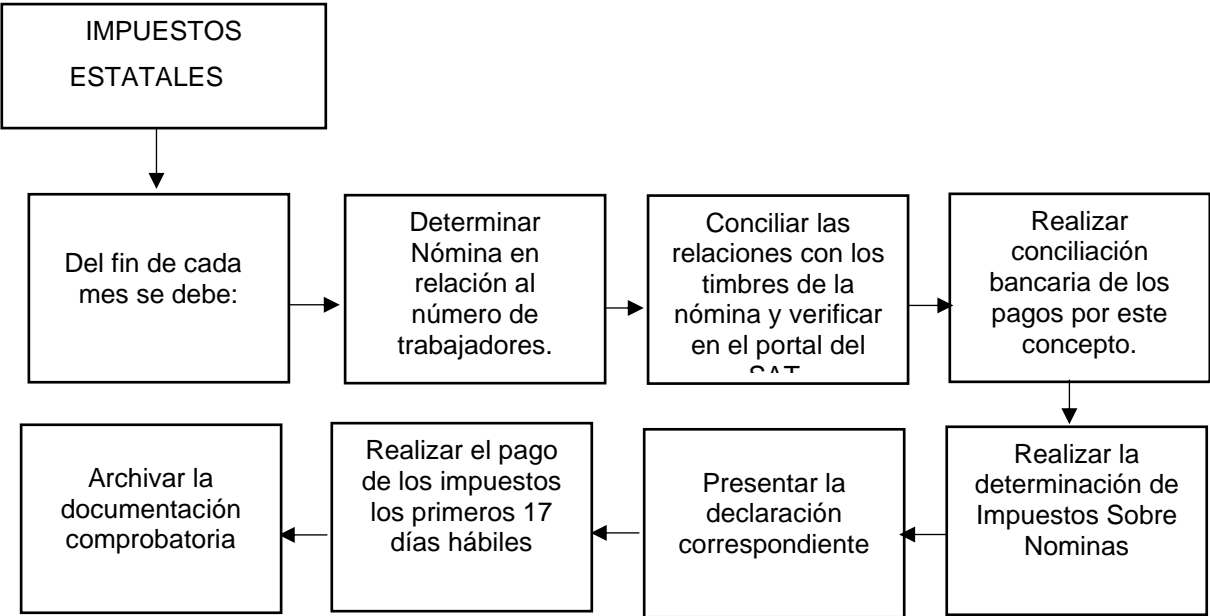 IMPUESTOS
ESTATALES
Del fin de cada
mes se debe:
Determinar
Nómina en
relación al
número de
trabajadores.
Conciliar las
relaciones con los
timbres de la
nómina y verificar
en el portal del
SAT
Realizar
conciliación
bancaria de los
pagos por este
concepto.
Realizar la
determinación de
Impuestos Sobre
Nominas
Presentar la
declaración
correspondiente
Realizar el pago
de los impuestos
los primeros 17
días hábiles
Archivar la
documentación
comprobatoria